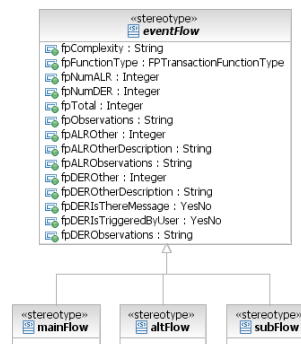 «stereotype»
eventFlow
fpComplexity : String
fpFunctionType : FPTransactionFunctionType
fpNumALR : Integer
fpNumDER : Integer
fpTotal : Integer
fpObservations : String
fpALROther : Integer
fpALROtherDescription : String
fpALRObservations : String
fpDEROther : Integer
fpDEROtherDescription : String
fpDERIsThereMessage : YesNo
fpDERIsTriggeredByUser : YesNo
fpDERObservations : String
«stereotype» «stereotype» «stereotype»
mainFlow altFlow subFlow